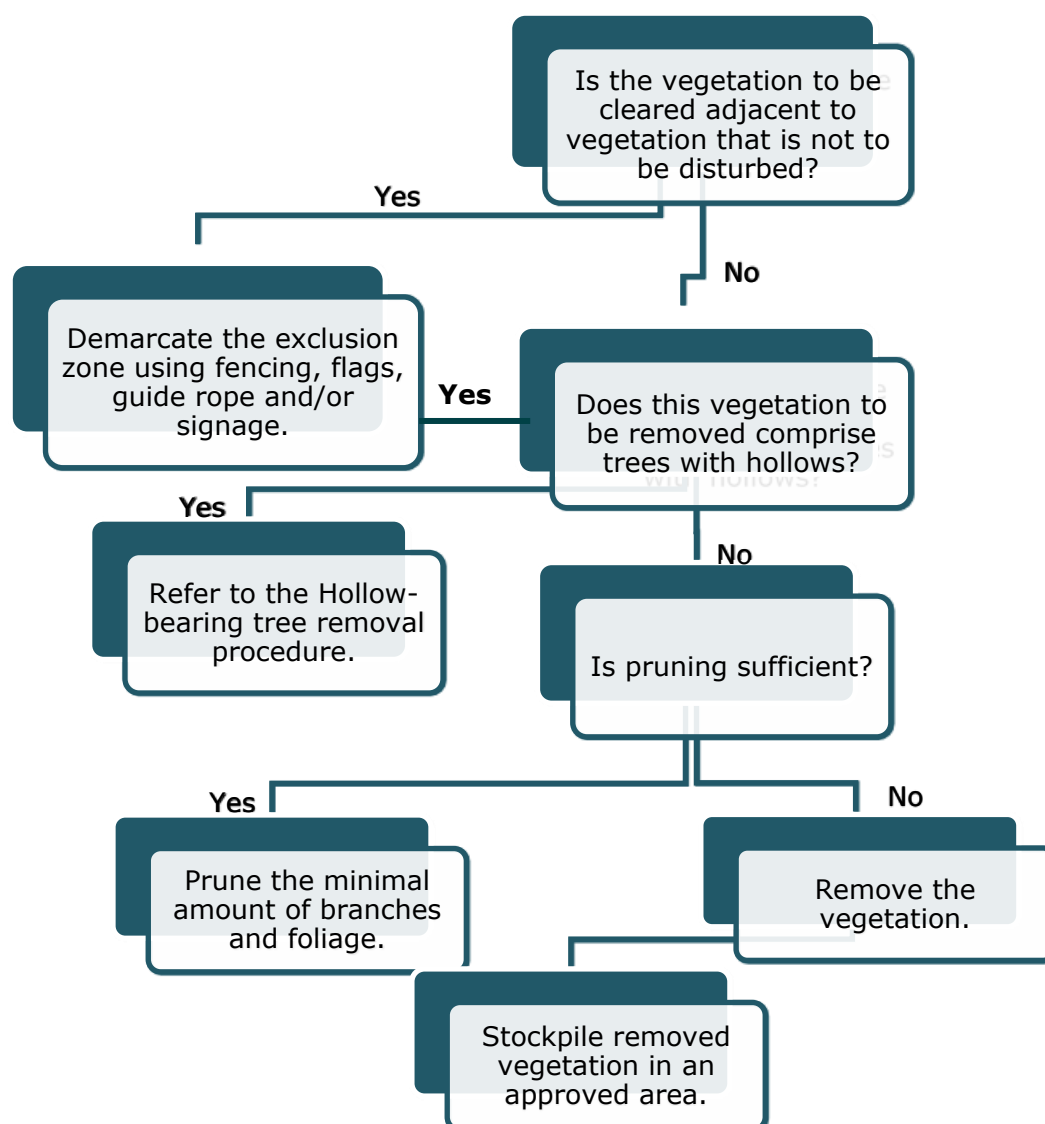 Is the vegetation to be
cleared adjacent to
vegetation that is not to
be disturbed?
Yes
No
Demarcate the exclusion
zone using fencing, flags,
guide rope and/or
signage.
Yes
Does this vegetation to
be removed comprise
trees with hollows?
Yes
No
Refer to the Hollow-
bearing tree removal
procedure.
Is pruning sufficient?
Yes
No
Prune the minimal
amount of branches
and foliage.
Remove the
vegetation.
Stockpile removed
vegetation in an
approved area.